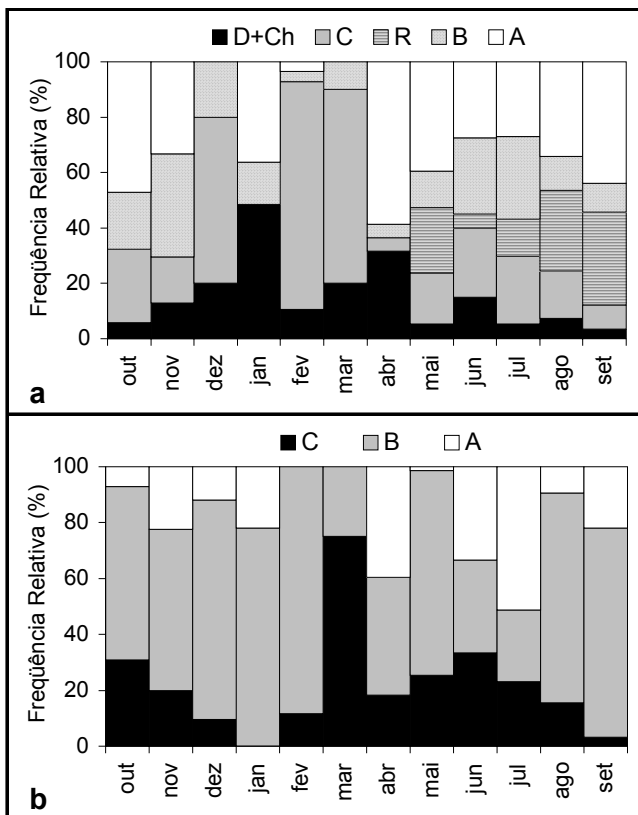 D+Ch C R B A
Freqüência Relativa (%)
100
80
60
40
20
0
out nov dez jan fev mar abr mai jun jul ago set
a
C B A
Freqüência Relativa (%)
100
80
60
40
20
0
out nov dez jan fev mar abr mai jun jul ago set
b